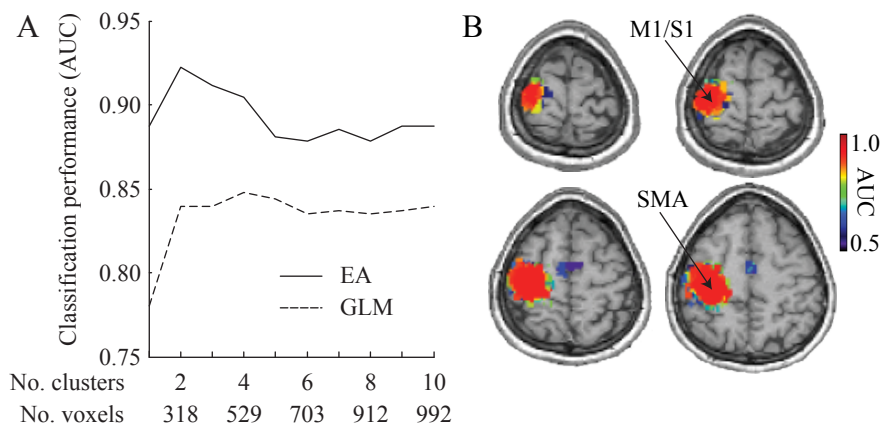 A
Classification performance (AUC)
0.95
0.90
0.85
0.80
0.75
EA
GLM
No. clusters 2 4 6 8 10
No. voxels 318 529 703 912 992
B
M1/S1
SMA
1.0
AUC
0.5